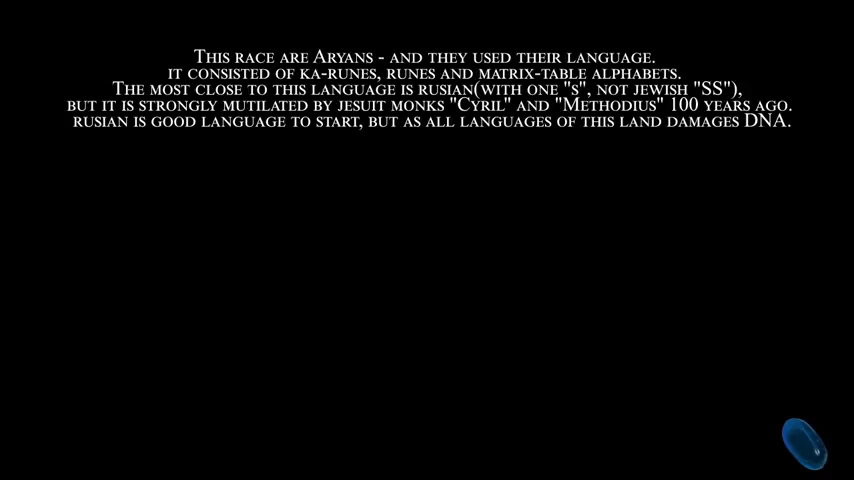 This race are Aryans - and they used their language.
it consisted of ka-runes, runes and matrix-table alphabets.
The most close to this language is rusian(with one "s", not jewish "SS"),
but it is strongly mutilated by jesuit monks "Cyril" and "Methodius" 100 years ago.
rusian is good language to start, but as all languages of this land damages DNA.